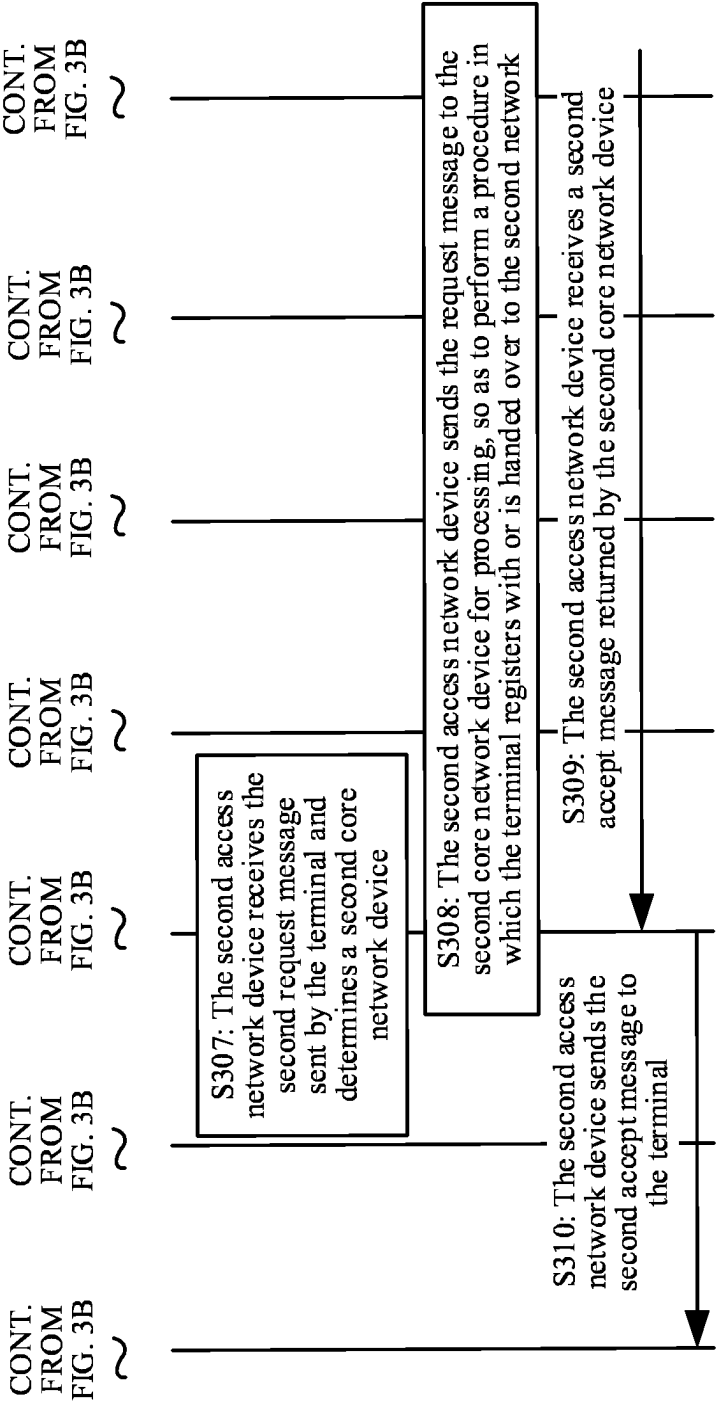 CONT.
FROM
FIG. 3B
CONT.
FROM
FIG. 3B
CONT.
FROM
FIG. 3B
CONT.
FROM
FIG. 3B
CONT.
FROM
FIG. 3B
CONT.
FROM
FIG. 3B
CONT.
FROM
FIG. 3B
S307: The second access
network device receives the
second request message
sent by the terminal and
determines a second core
network device
S308: The second access network device sends the request message to the
second core network device for processing, so as to perform a procedure in
which the terminal registers with or is handed over to the second network
S309: The second access network device receives a second
accept message returned by the second core network device
S310: The second access
network device sends the
second accept message to
the terminal